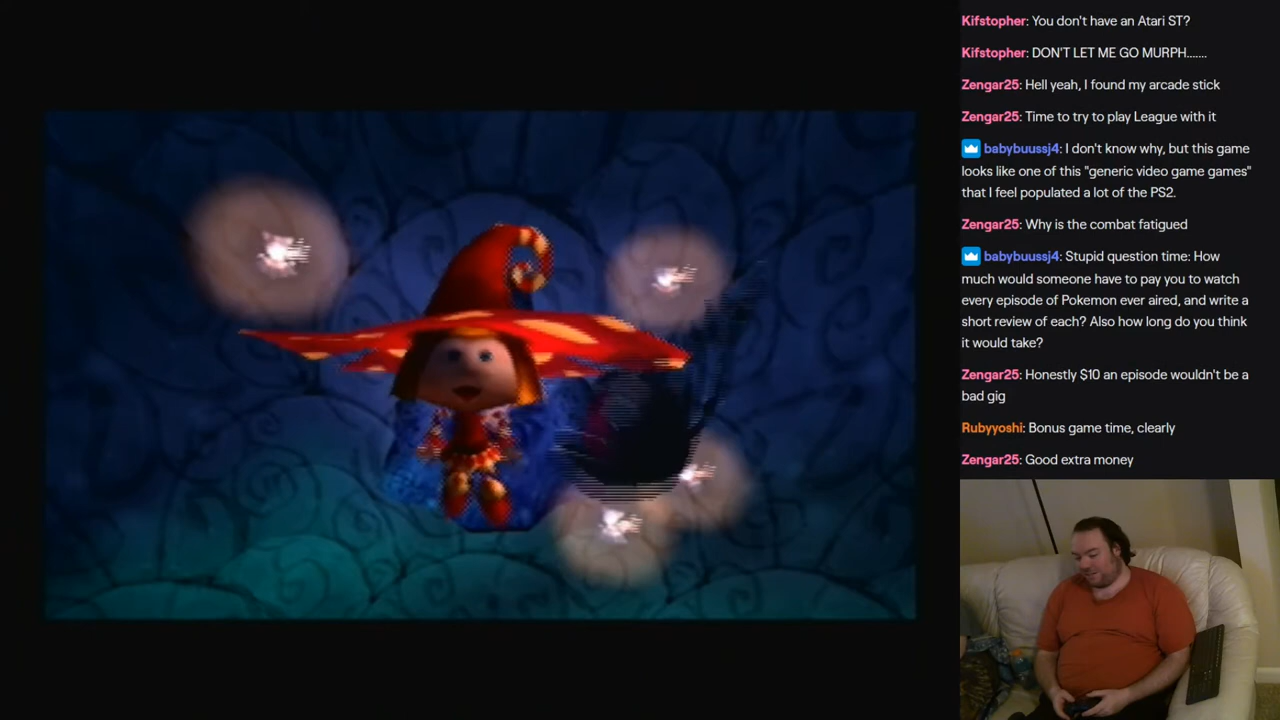 Kifstopher: You don't have an Atari ST?
Kifstopher: DON'T LET ME GO MURPH.......
Zengar25: Hell yeah, I found my arcade stick
Zengar25: Time to try to play League with it
babybuussj4: I don't know why, but this game
looks like one of this "generic video game games"
that I feel populated a lot of the PS2.
Zengar25: Why is the combat fatigued
babybuussj4: Stupid question time: How
much would someone have to pay you to watch
every episode of Pokemon ever aired, and write a
short review of each? Also how long do you think
it would take?
Zengar25: Honestly $10 an episode wouldn't be a
bad gig
Rubyyoshi: Bonus game time, clearly
Zengar25: Good extra money